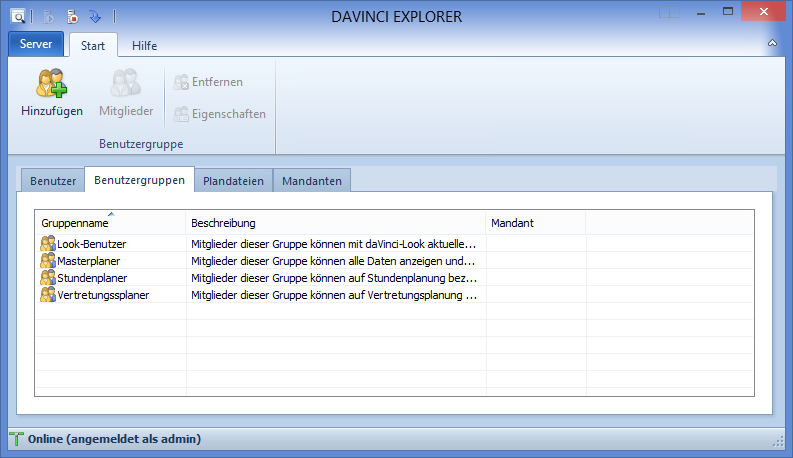 DAVINCI EXPLORER
Server Start Hilfe
Hinzufügen Mitglieder Entfernen
Eigenschaften
Benutzergruppe
Benutzer Benutzergruppen Plandateien Mandanten
Gruppenname Beschreibung Mandant
Look-Benutzer Mitglieder dieser Gruppe können mit daVinci-Look aktuelle...
Masterplaner Mitglieder dieser Gruppe können alle Daten anzeigen und...
Stundenplaner Mitglieder dieser Gruppe können auf Stundenplanung bez...
Vertretungssplaner Mitglieder dieser Gruppe können auf Vertretungsplanung ...
Online (angemeldet als admin)